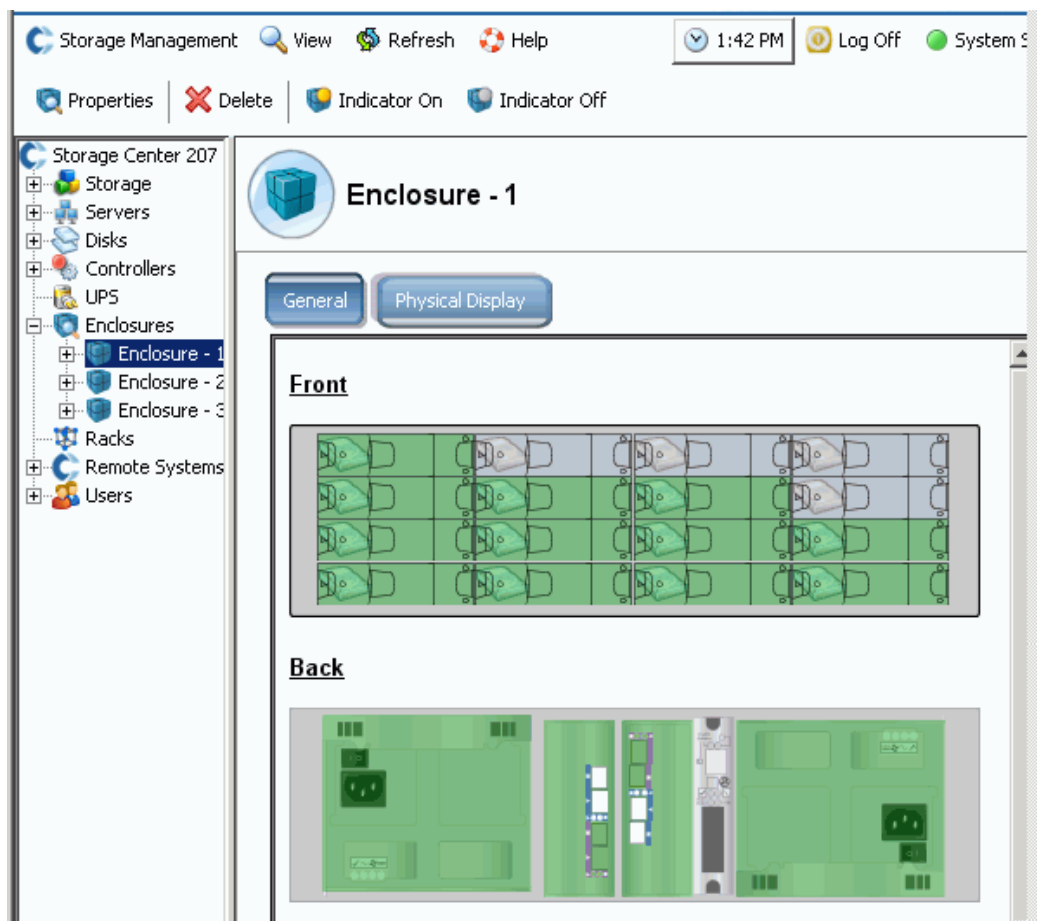 Storage Management View Refresh Help 1:42 PM Log Off System S
Properties Delete Indicator On Indicator Off
Storage Center 207
Storage
Servers
Disks
Controllers
UPS
Enclosures
Enclosure - 1
Enclosure - 2
Enclosure - 3
Racks
Remote Systems
Users
Enclosure - 1
General Physical Display
Front
Back